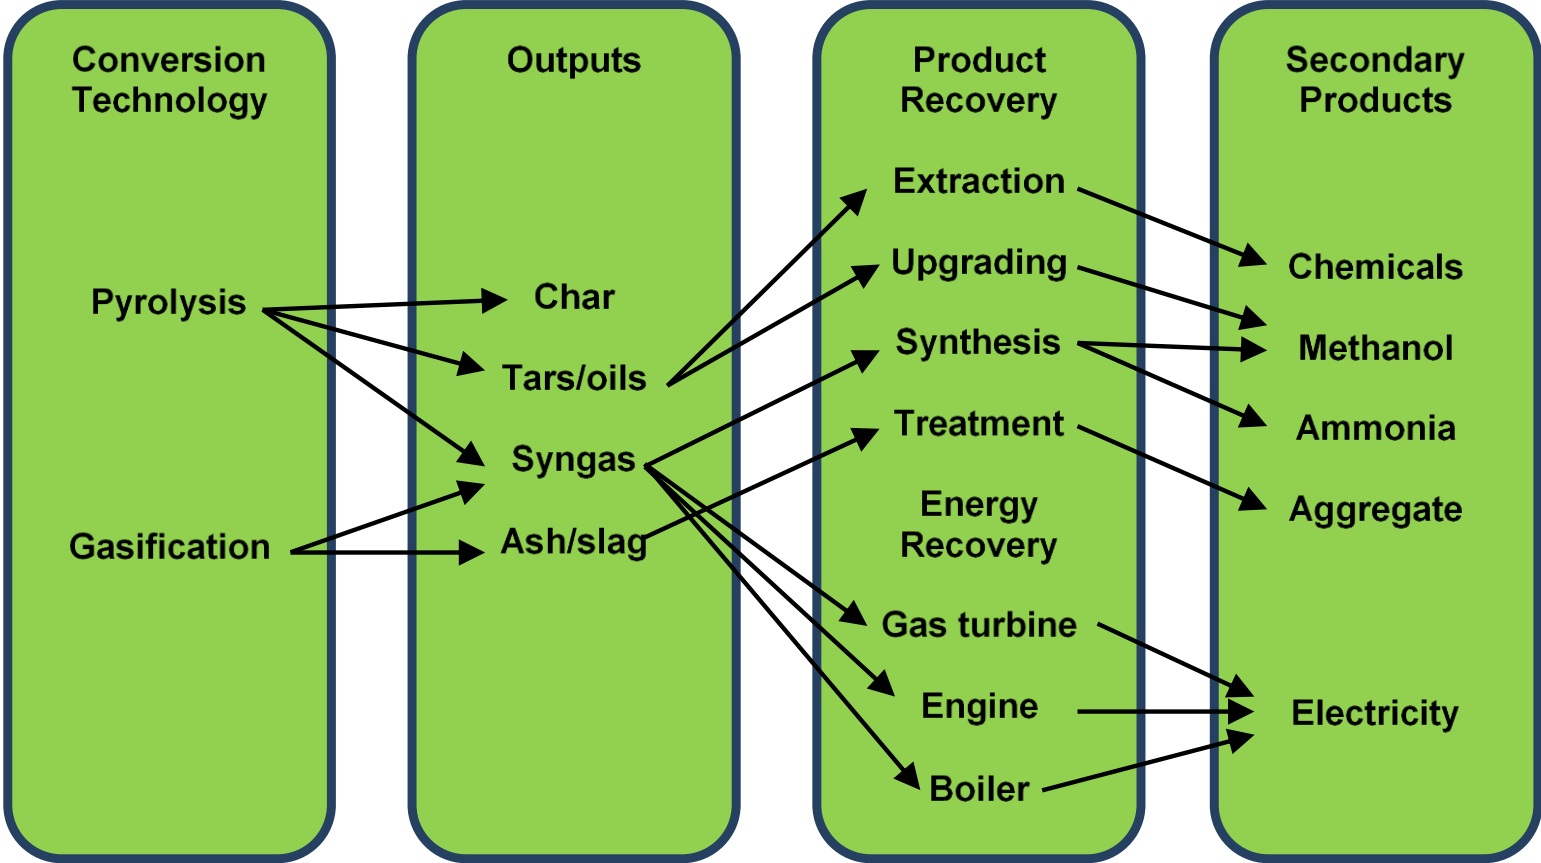 Conversion
Technology
Pyrolysis
Gasification
Outputs
Char
Tars/oils
Syngas
Ash/slag
Product
Recovery
Extraction
Upgrading
Synthesis
Treatment
Energy
Recovery
Gas turbine
Engine
Boiler
Secondary
Products
Chemicals
Methanol
Ammonia
Aggregate
Electricity